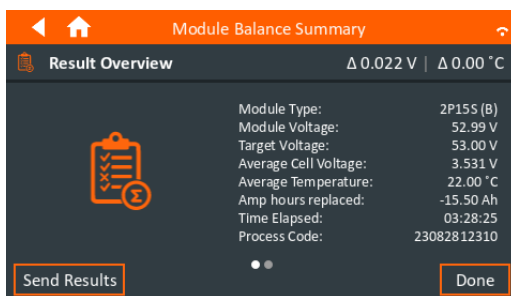 Module Balance Summary
Result Overview
Δ 0.022 V | Δ 0.00 °C
Module Type: 2P15S (B)
Module Voltage: 52.99 V
Target Voltage: 53.00 V
Average Cell Voltage: 3.531 V
Average Temperature: 22.00 °C
Amp hours replaced: -15.50 Ah
Time Elapsed: 03:28:25
Process Code: 23082812310
Σ
Send Results
Done